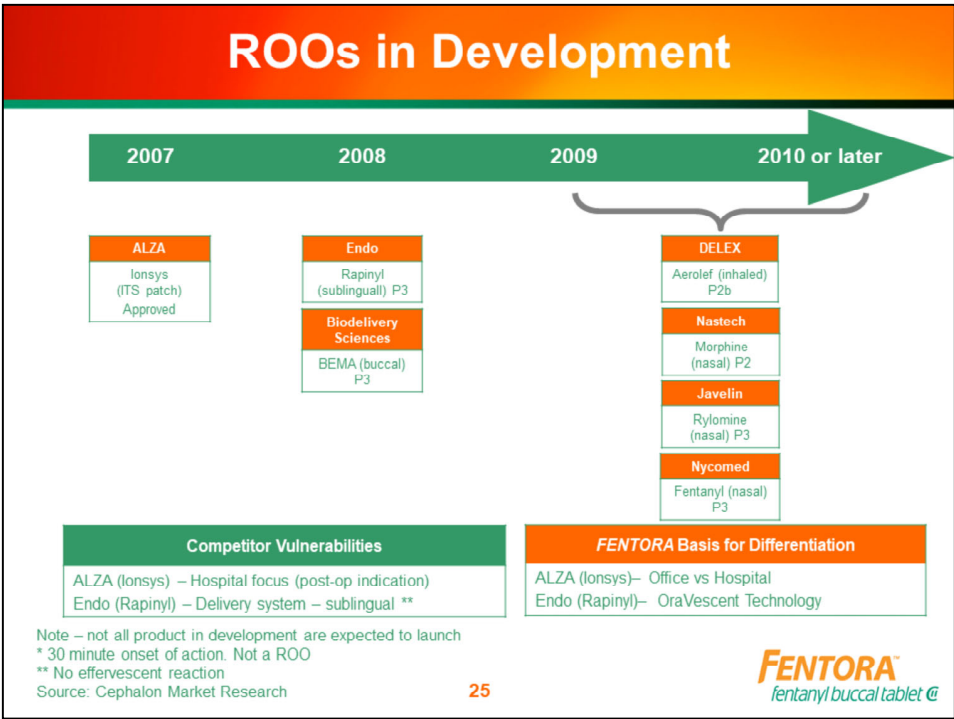 ROOs in Development
2007 2008 2009 2010 or later
ALZA
Ionsys
(ITS patch)
Approved
Endo
Rapinyl
(sublinguall) P3
Biodelivery
Sciences
BEMA (buccal)
P3
DELEX
Aerolef (inhaled)
P2b
Nastech
Morphine
(nasal) P2
Javelin
Rylomine
(nasal) P3
Nycomed
Fentanyl (nasal)
P3
Competitor Vulnerabilities
ALZA (Ionsys) – Hospital focus (post-op indication)
Endo (Rapinyl) – Delivery system – sublingual **
FENTORA Basis for Differentiation
ALZA (Ionsys)– Office vs Hospital
Endo (Rapinyl)– OraVescent Technology
Note – not all product in development are expected to launch
* 30 minute onset of action. Not a ROO
** No effervescent reaction
Source: Cephalon Market Research
25
FENTORA™
fentanyl buccal tablet CII